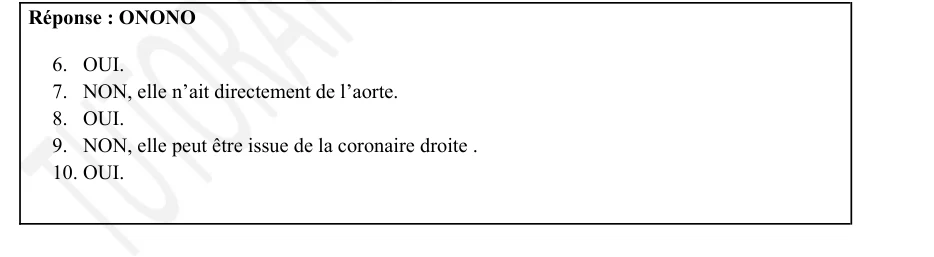 Réponse : ONONO
6. OUI.
7. NON, elle n’ait directement de l’aorte.
8. OUI.
9. NON, elle peut être issue de la coronaire droite .
10. OUI.